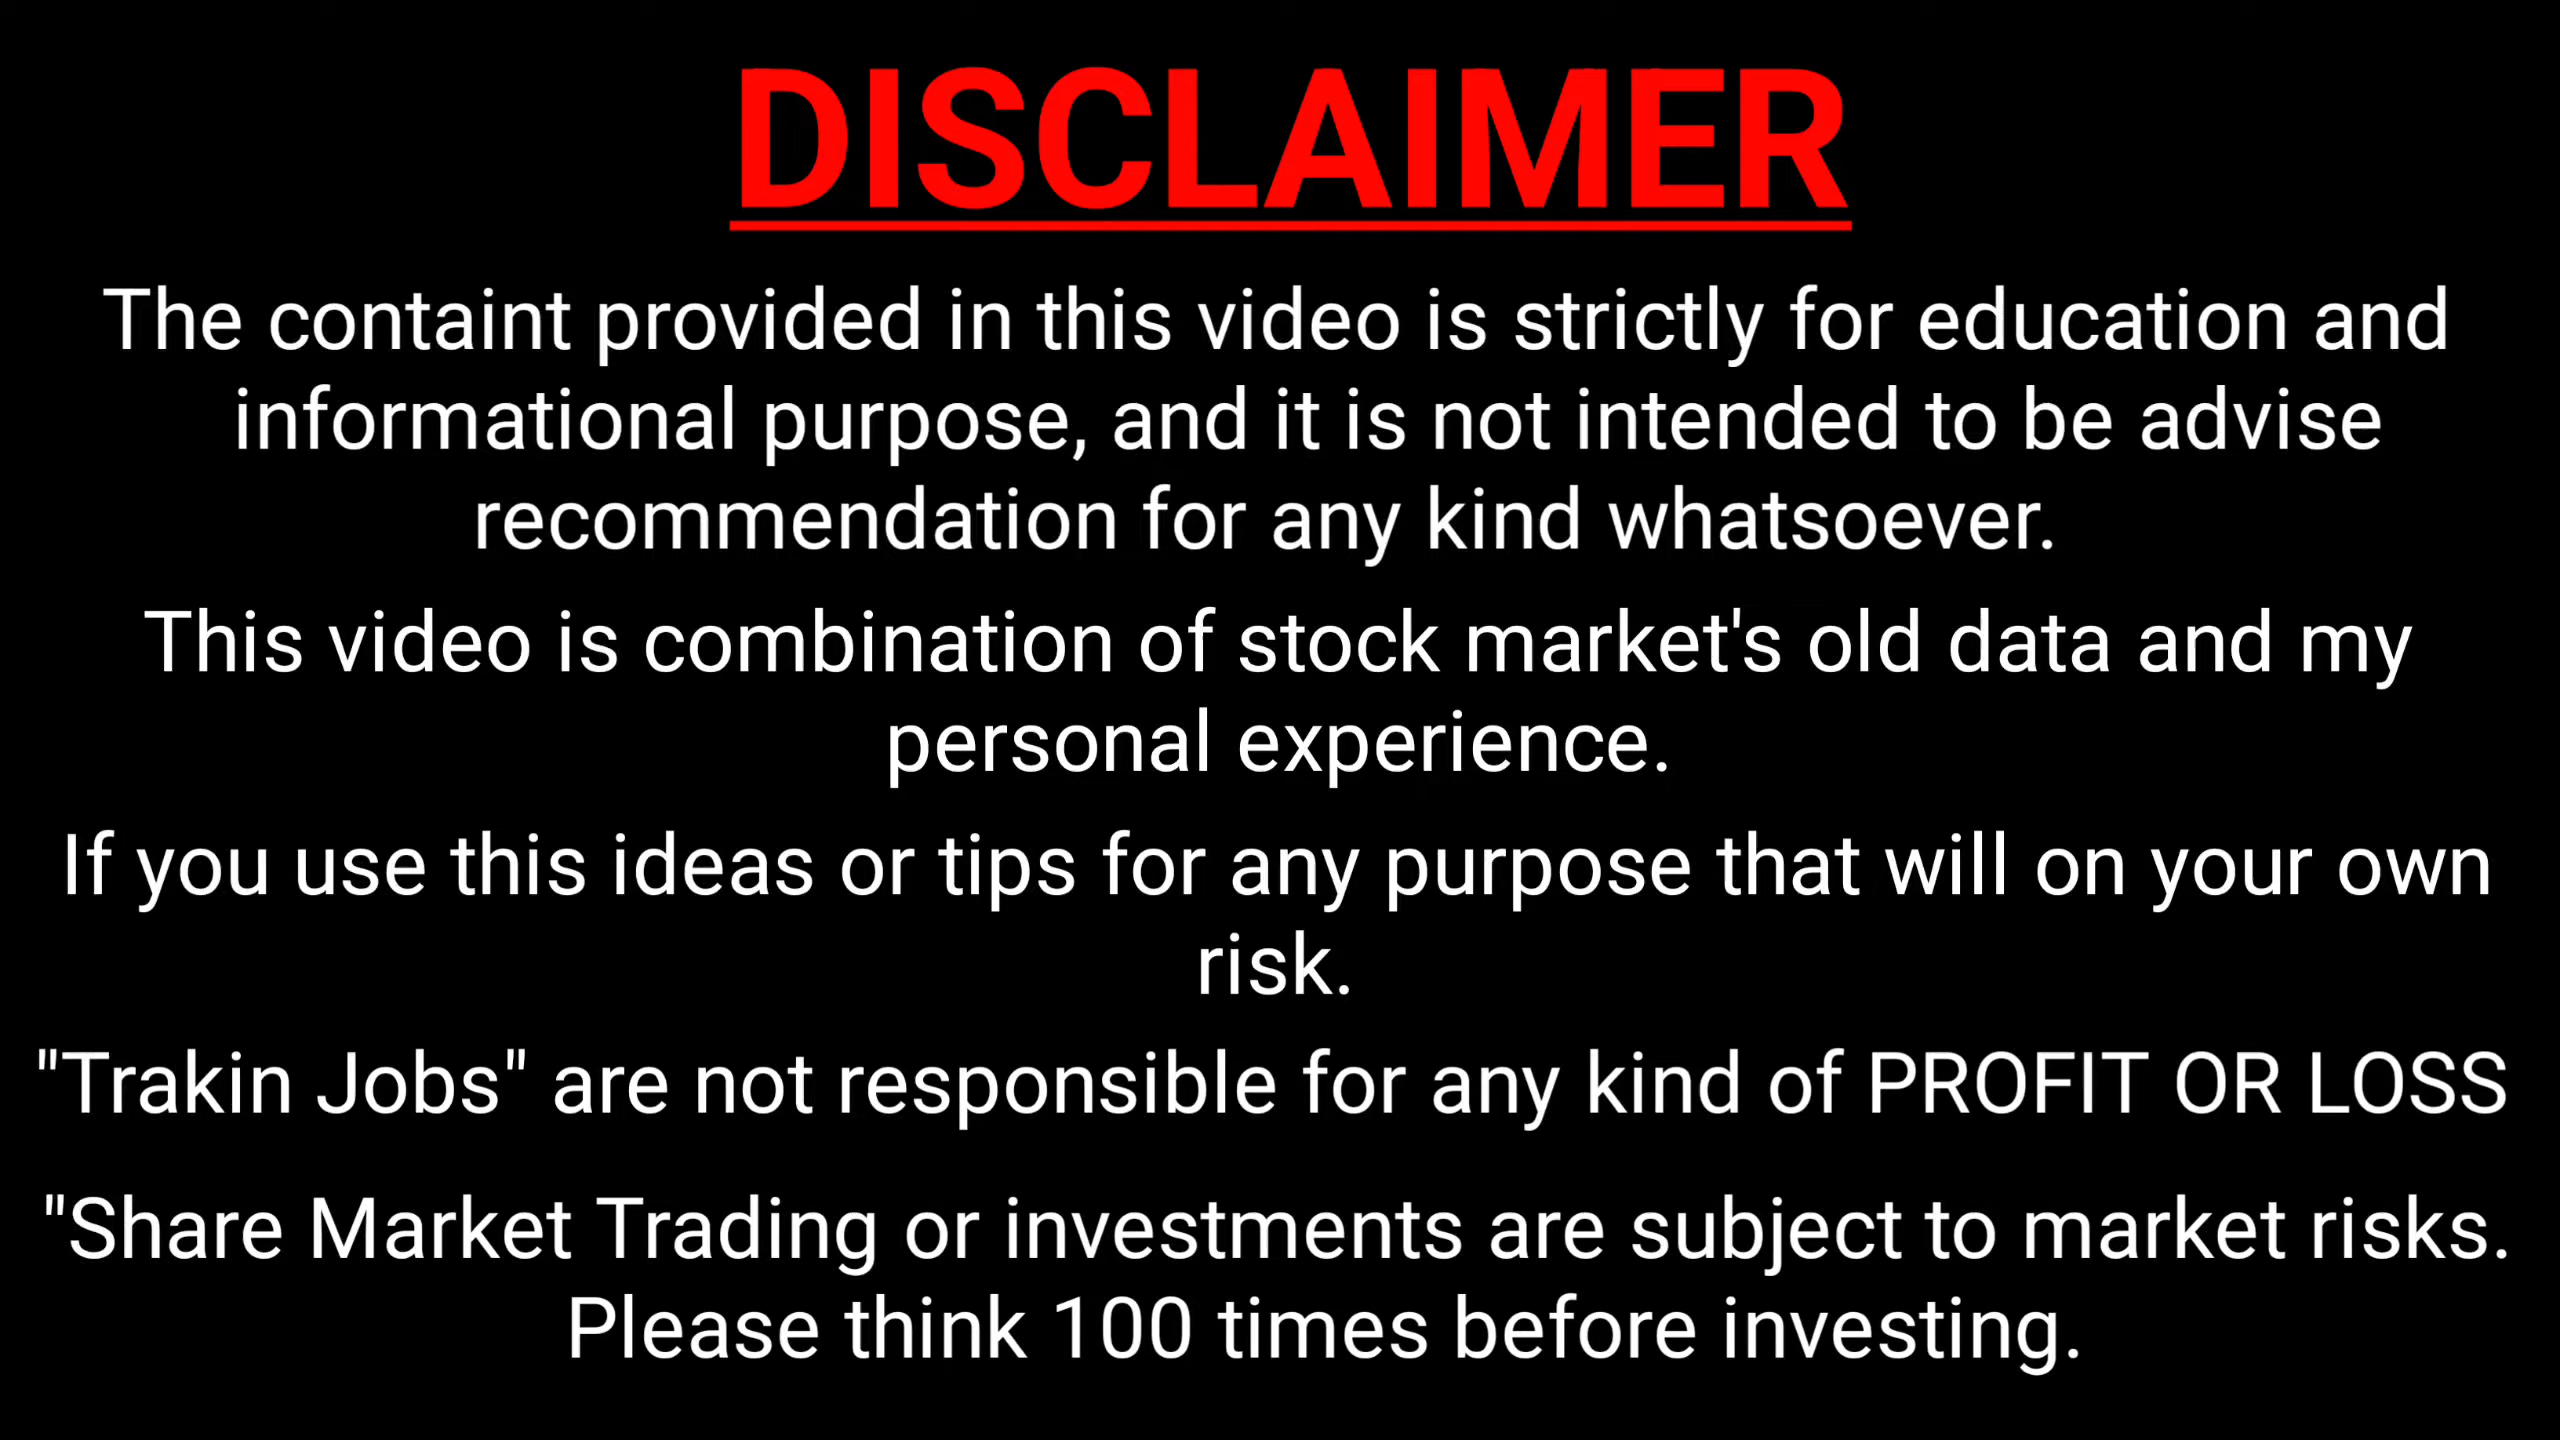 DISCLAIMER
The containt provided in this video is strictly for education and
informational purpose, and it is not intended to be advise
recommendation for any kind whatsoever.
This video is combination of stock market's old data and my
personal experience.
If you use this ideas or tips for any purpose that will on your own
risk.
"Trakin Jobs" are not responsible for any kind of PROFIT OR LOSS
"Share Market Trading or investments are subject to market risks.
Please think 100 times before investing.